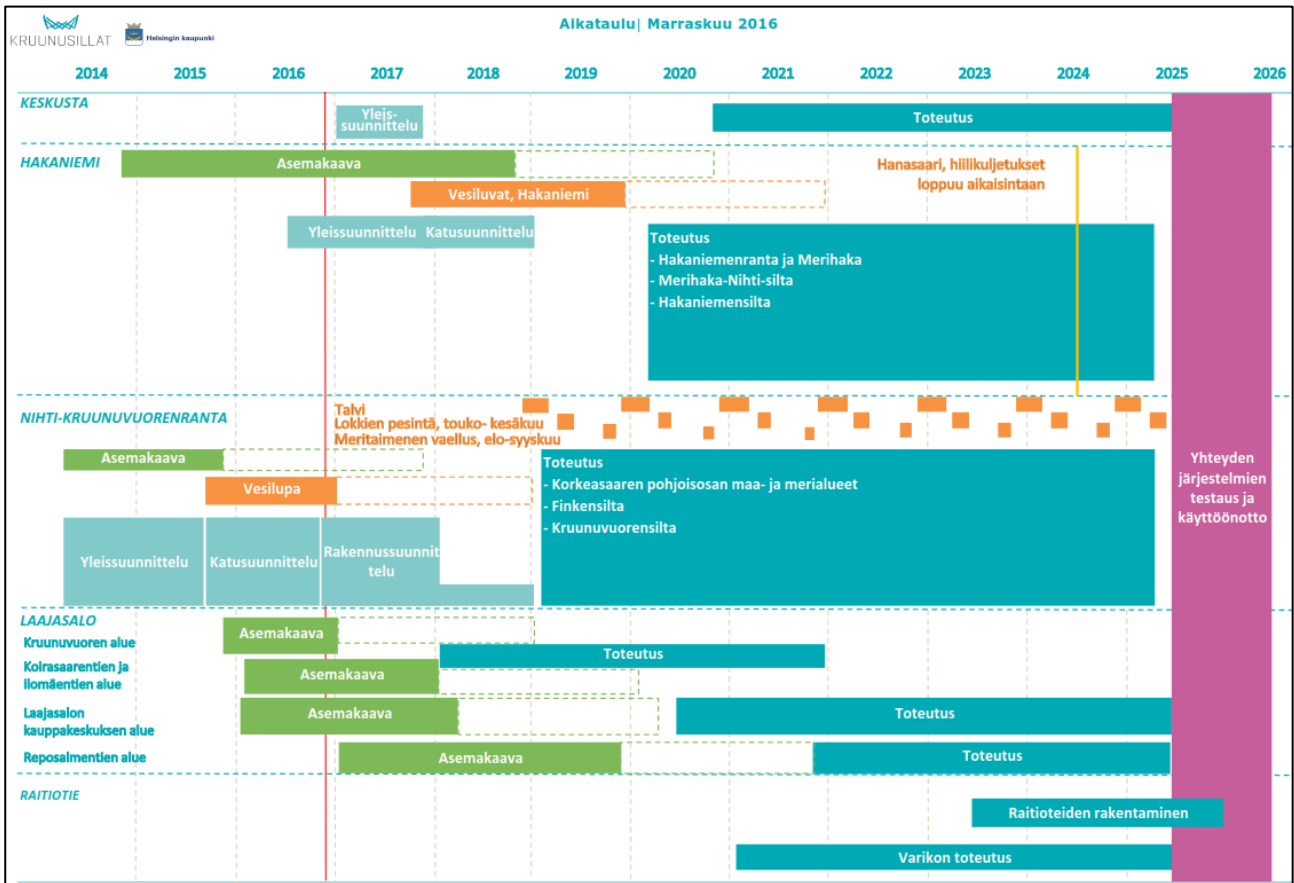 KRUUNUSILLAT
Helsingin kaupunki
Aikataulu| Marraskuu 2016
2014 2015 2016 2017 2018 2019 2020 2021 2022 2023 2024 2025 2026
KESKUSTA
Yleis-
suunnittelu
Toteutus
HAKANIEMI
Asemakaava
Hanasaari, hiilikuljetukset
loppuu aikaisintaan
Vesiluvat, Hakaniemi
Yleissuunnittelu Katusuunnittelu
Toteutus
- Hakaniemenranta ja Merihaka
- Merihaka-Nihti-silta
- Hakaniemensilta
NIHTI-KRUUNUVUORENRANTA
Talvi
Lokkien pesintä, touko- kesäkuu
Meritaimenen vaellus, elo-syyskuu
Asemakaava
Vesilupa
Toteutus
- Korkeasaaren pohjoisosan maa- ja merialueet
- Finkensilta
- Kruunuvuorensilta
Yleissuunnittelu
Katusuunnittelu
Rakennussuunnit
telu
Yhteyden
järjestelmien
testaus ja
käyttöönotto
LAAJASALO
Kruunuvuoren alue
Asemakaava
Toteutus
Koirasaarentien ja
ilomäentien alue
Asemakaava
Laajasalon
kauppakeskuksen alue
Asemakaava
Toteutus
Reposalmentien alue
Asemakaava
Toteutus
RAITIOTIE
Raitioteiden rakentaminen
Varikon toteutus